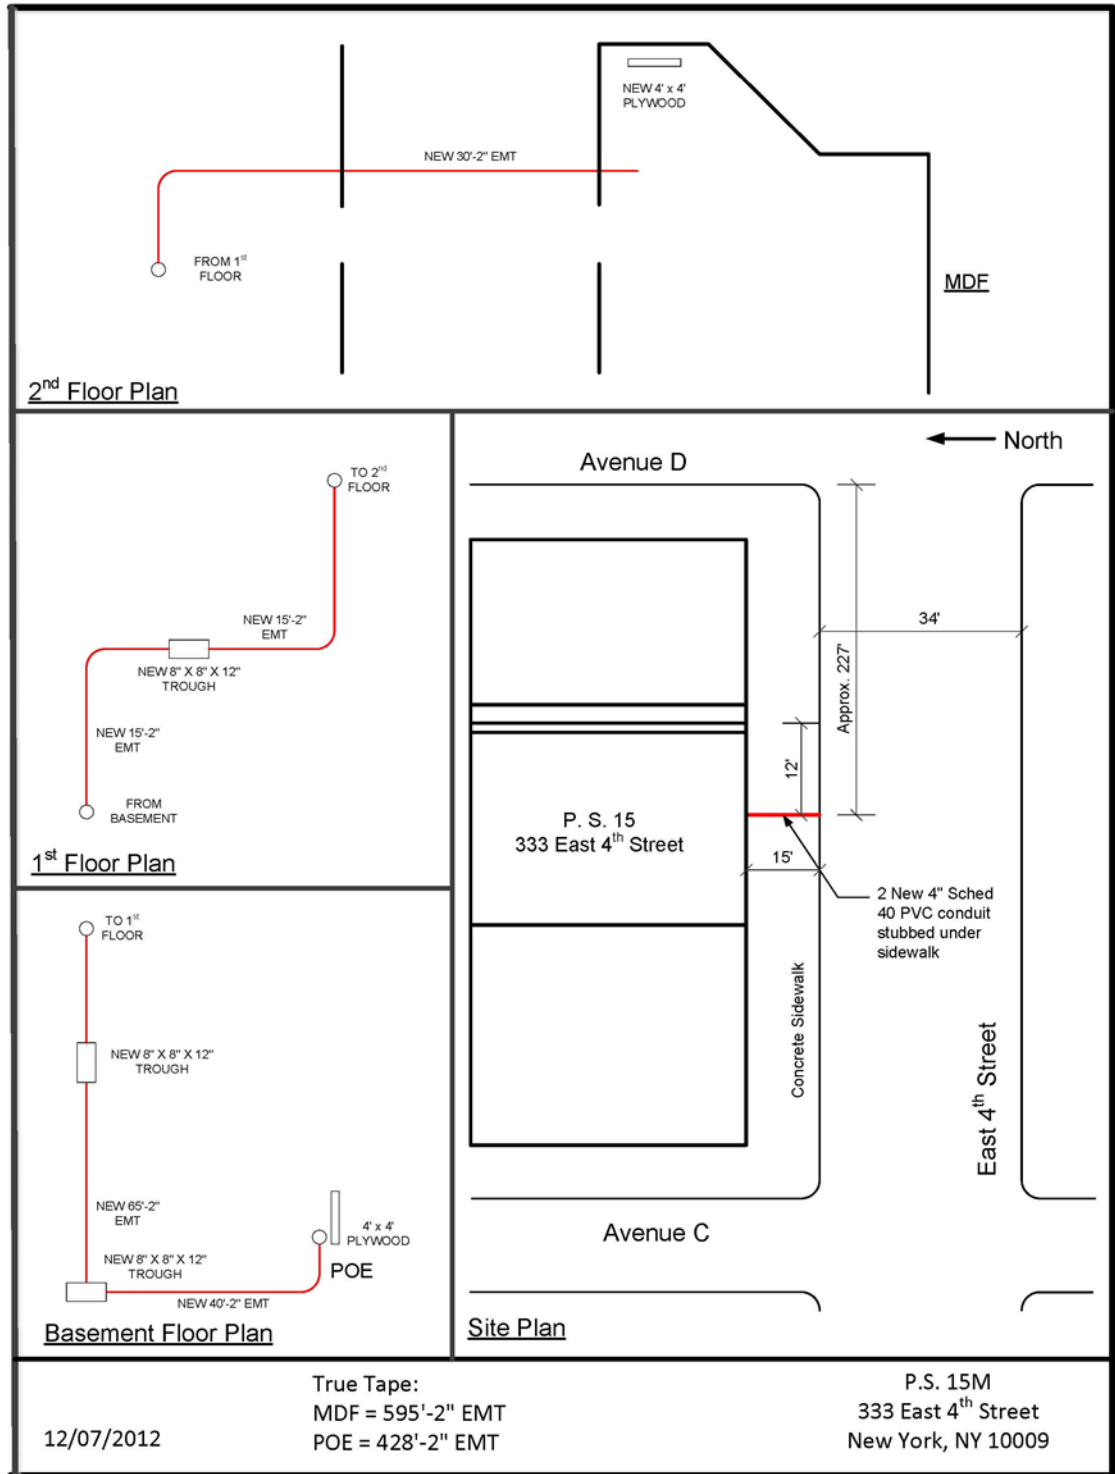 NEW 4' x 4'
PLYWOOD
NEW 30'-2" EMT
FROM 1st
FLOOR
MDF
2nd Floor Plan
TO 2nd
FLOOR
NEW 15'-2"
EMT
NEW 8" X 8" X 12"
TROUGH
NEW 15'-2"
EMT
FROM
BASEMENT
1st Floor Plan
TO 1st
FLOOR
NEW 8" X 8" X 12"
TROUGH
NEW 65'-2"
EMT
NEW 8" X 8" X 12"
TROUGH
4' x 4'
PLYWOOD
POE
NEW 40'-2" EMT
Basement Floor Plan
North
Avenue D
34'
Approx. 227'
12'
P. S. 15
333 East 4th Street
15'
2 New 4" Sched
40 PVC conduit
stubbed under
sidewalk
Concrete Sidewalk
East 4th Street
Avenue C
Site Plan
12/07/2012
True Tape:
MDF = 595'-2" EMT
POE = 428'-2" EMT
P.S. 15M
333 East 4th Street
New York, NY 10009